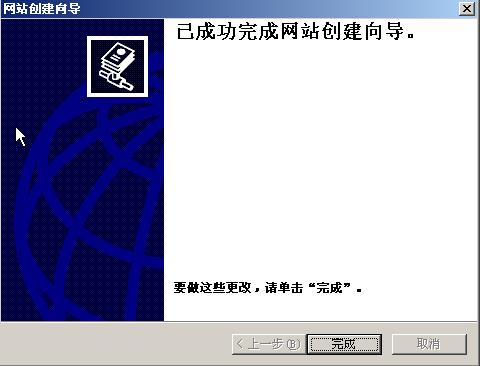 网站创建向导
已成功完成网站创建向导。
要做这些更改，请单击“完成”。
< 上一步(B)
完成
取消